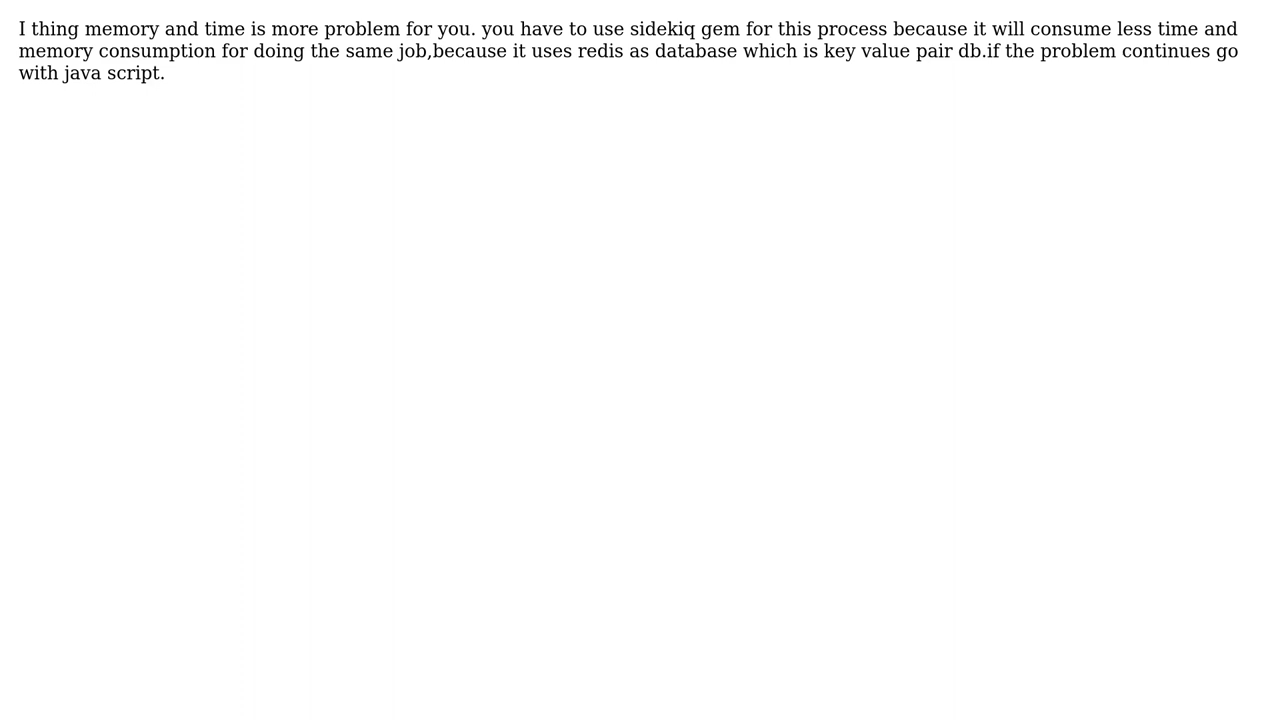 I thing memory and time is more problem for you. you have to use sidekiq gem for this process because it will consume less time and
memory consumption for doing the same job,because it uses redis as database which is key value pair db.if the problem continues go
with java script.